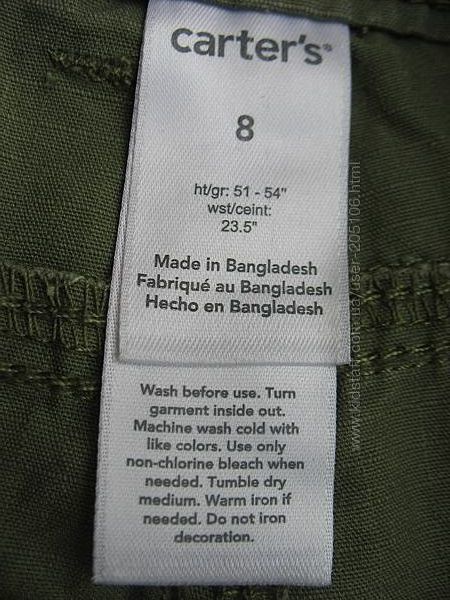 carter's®
8
ht/gr: 51 - 54"
wst/ceint:
23.5"
Made in Bangladesh
Fabriqué au Bangladesh
Hecho en Bangladesh
Wash before use. Turn
garment inside out.
Machine wash cold with
like colors. Use only
non-chlorine bleach when
needed. Tumble dry
medium. Warm iron if
needed. Do not iron
decoration.